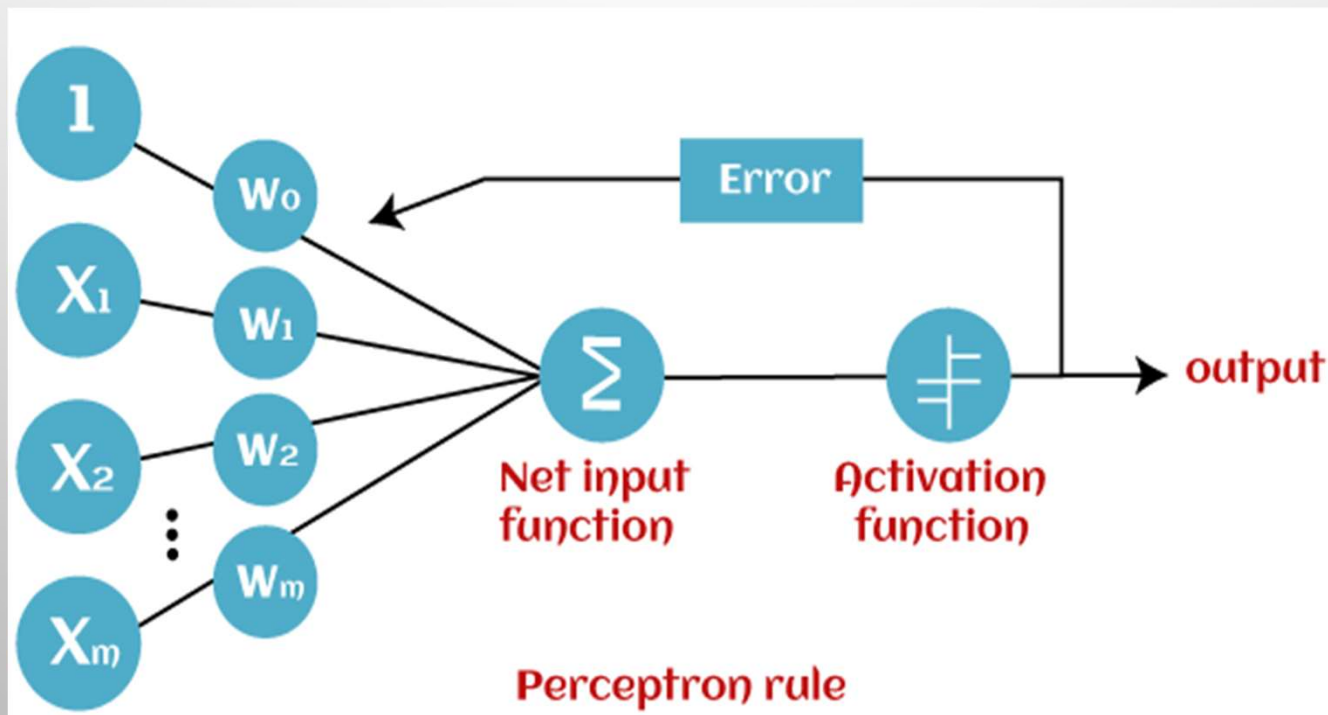 1
W₀
Error
X₁
W₁
Σ
output
X₂
W₂
Net input
function
Activation
function
Xₘ
Wₘ
Perceptron rule